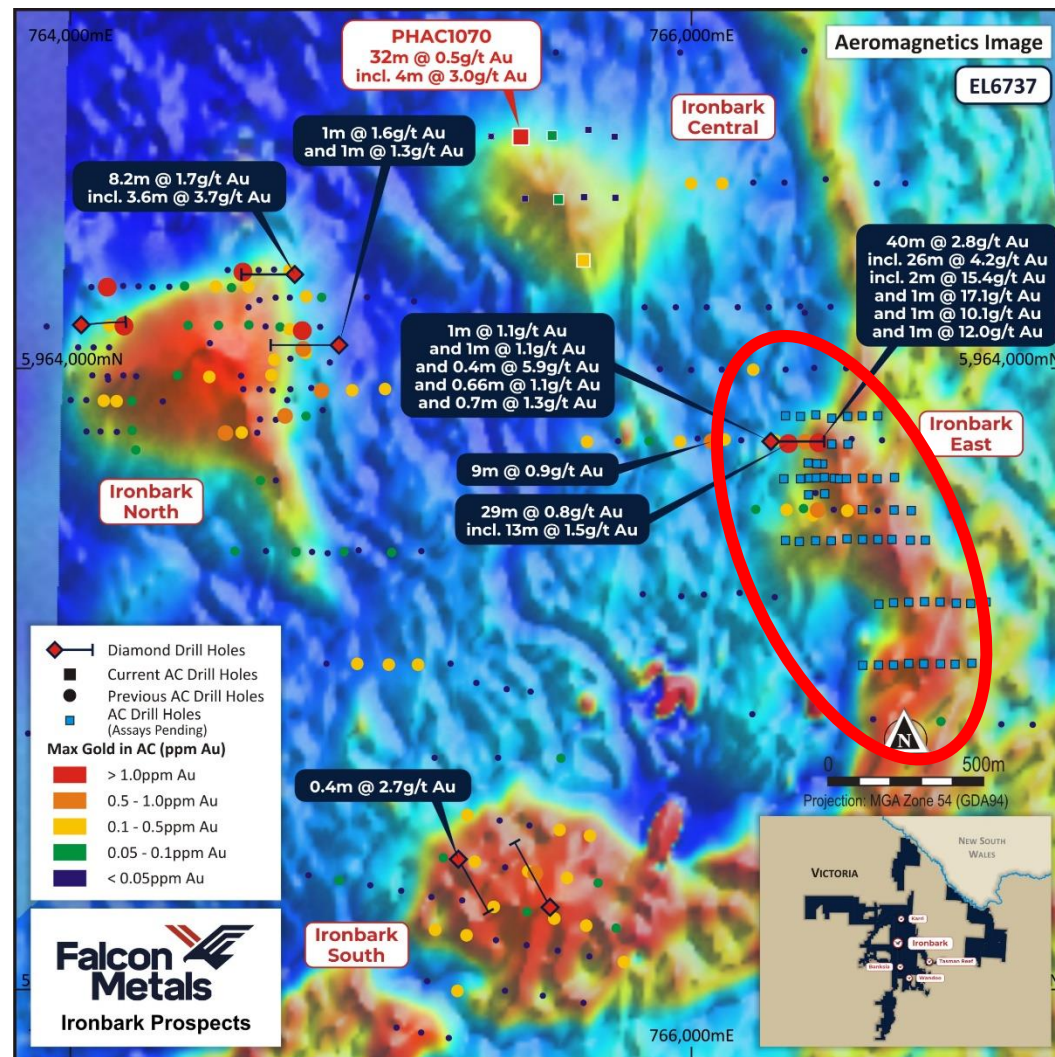 764,000mE
766,000mE
Aeromagnetics Image
EL6737
PHAC1070
32m @ 0.5g/t Au
incl. 4m @ 3.0g/t Au
Ironbark
Central
1m @ 1.6g/t Au
and 1m @ 1.3g/t Au
8.2m @ 1.7g/t Au
incl. 3.6m @ 3.7g/t Au
40m @ 2.8g/t Au
incl. 26m @ 4.2g/t Au
incl. 2m @ 15.4g/t Au
and 1m @ 17.1g/t Au
and 1m @ 10.1g/t Au
and 1m @ 12.0g/t Au
1m @ 1.1g/t Au
and 1m @ 1.1g/t Au
and 0.4m @ 5.9g/t Au
and 0.66m @ 1.1g/t Au
and 0.7m @ 1.3g/t Au
5,964,000mN
5,964,000mN
Ironbark
East
9m @ 0.9g/t Au
Ironbark
North
29m @ 0.8g/t Au
incl. 13m @ 1.5g/t Au
Diamond Drill Holes
Current AC Drill Holes
Previous AC Drill Holes
AC Drill Holes
(Assays Pending)
Max Gold in AC (ppm Au)
> 1.0ppm Au
0.5 - 1.0ppm Au
0.1 - 0.5ppm Au
0.05 - 0.1ppm Au
< 0.05ppm Au
N
0
500m
Projection: MGA Zone 54 (GDA94)
0.4m @ 2.7g/t Au
Ironbark
South
NEW SOUTH
WALES
VICTORIA
Karri
Ironbark
Tasman Reef
Wandoo
Falcon
Metals
Ironbark Prospects
766,000mE